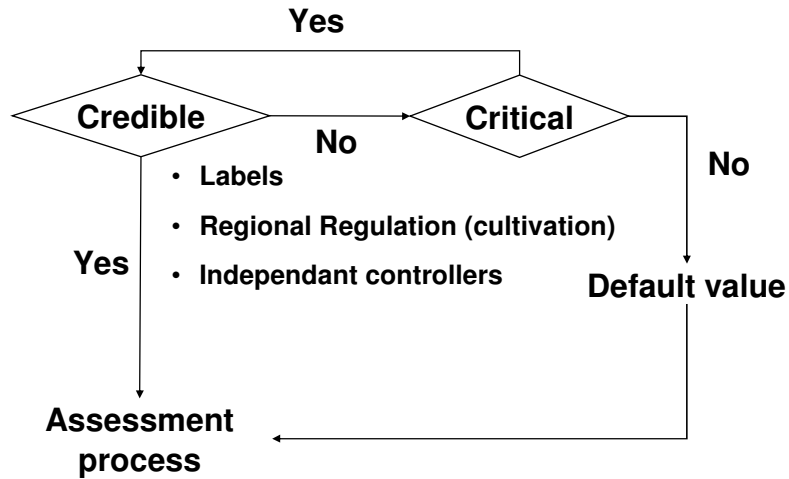 Yes
Credible
Critical
No
No
• Labels
• Regional Regulation (cultivation)
Yes
• Independant controllers
Default value
Assessment
process